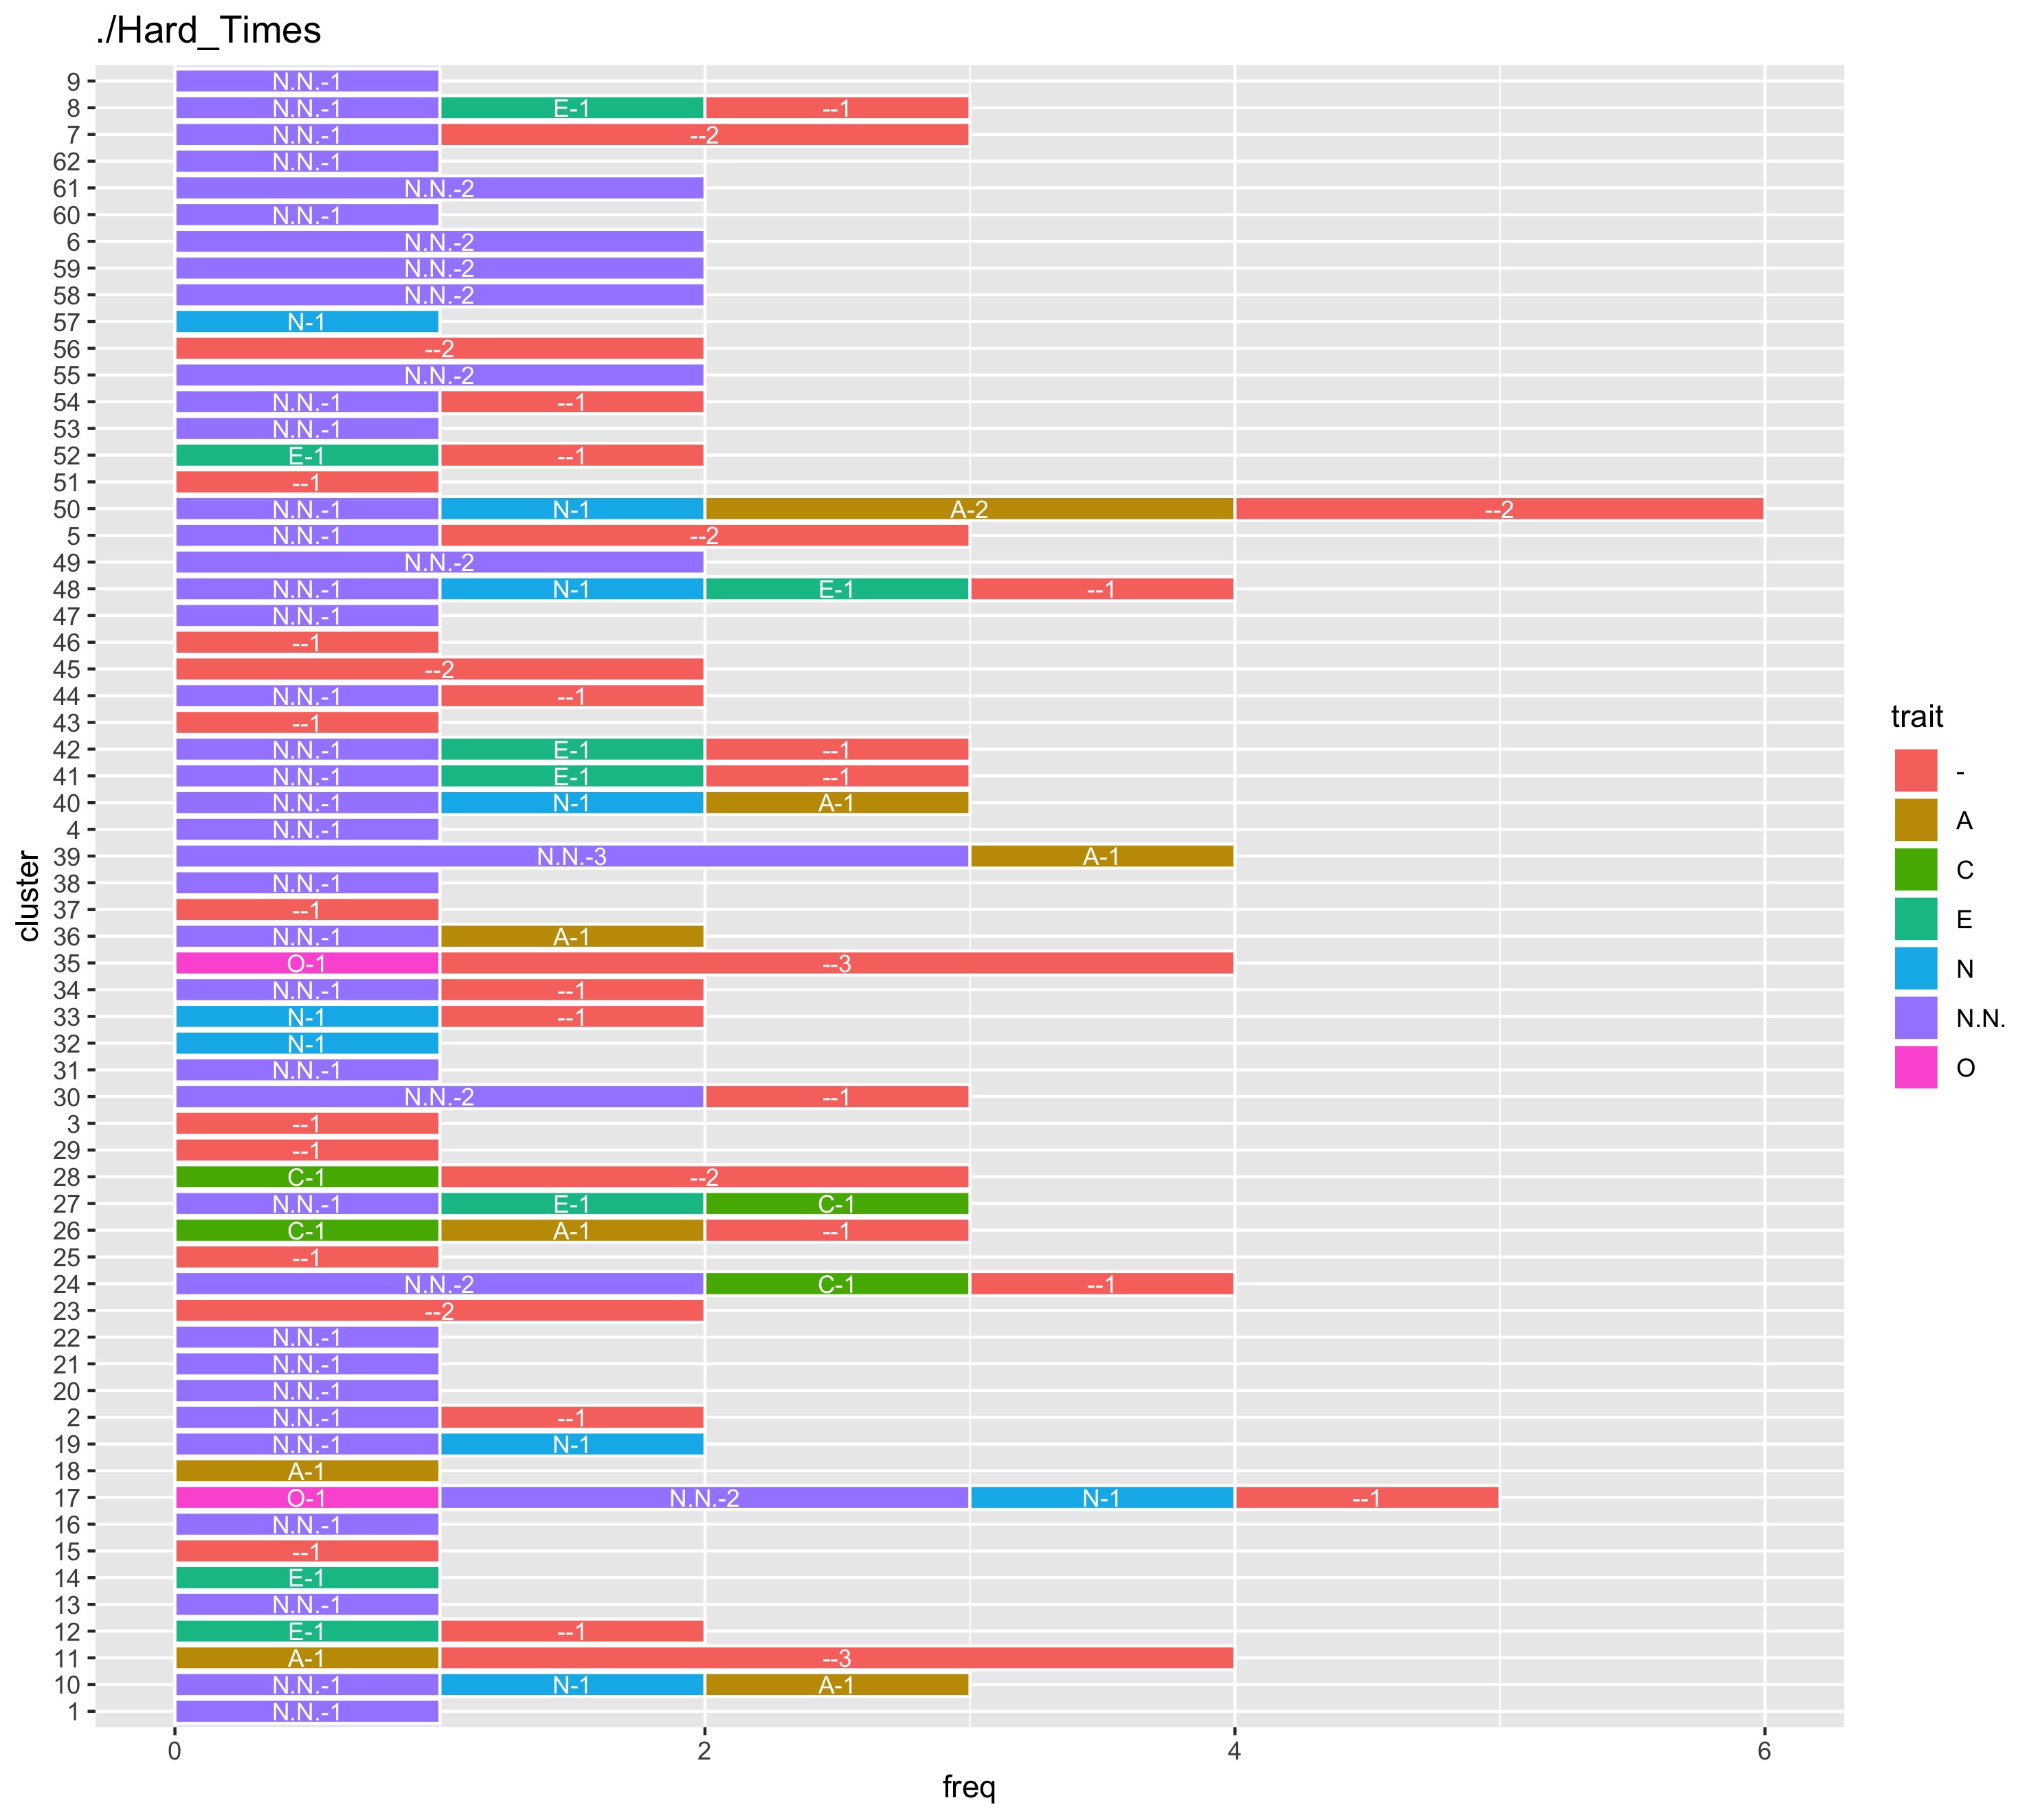 ./Hard_Times
9 N.N.-1
8 N.N.-1 E-1 --1
7 N.N.-1 --2
62 N.N.-1
61 N.N.-2
60 N.N.-1
6 N.N.-2
59 N.N.-2
58 N.N.-2
57 N-1
56 --2
55 N.N.-2
54 N.N.-1 --1
53 N.N.-1
52 E-1 --1
51 --1
50 N.N.-1 N-1 A-2 --2
5 N.N.-1 --2
49 N.N.-2
48 N.N.-1 N-1 E-1 --1
47 N.N.-1
46 --1
45 --2
44 N.N.-1 --1
43 --1
42 N.N.-1 E-1 --1
41 N.N.-1 E-1 --1
40 N.N.-1 N-1 A-1
4 N.N.-1
39 N.N.-3 A-1
38 N.N.-1
37 --1
36 N.N.-1 A-1
35 O-1 --3
34 N.N.-1 --1
33 N-1 --1
32 N-1
31 N.N.-1
30 N.N.-2 --1
3 --1
29 --1
28 C-1 --2
27 N.N.-1 E-1 C-1
26 C-1 A-1 --1
25 --1
24 N.N.-2 C-1 --1
23 --2
22 N.N.-1
21 N.N.-1
20 N.N.-1
2 N.N.-1 --1
19 N.N.-1 N-1
18 A-1
17 O-1 N.N.-2 N-1 --1
16 N.N.-1
15 --1
14 E-1
13 N.N.-1
12 E-1 --1
11 A-1 --3
10 N.N.-1 N-1 A-1
1 N.N.-1
0 2 4 6
freq
cluster
trait
-
A
C
E
N
N.N.
O